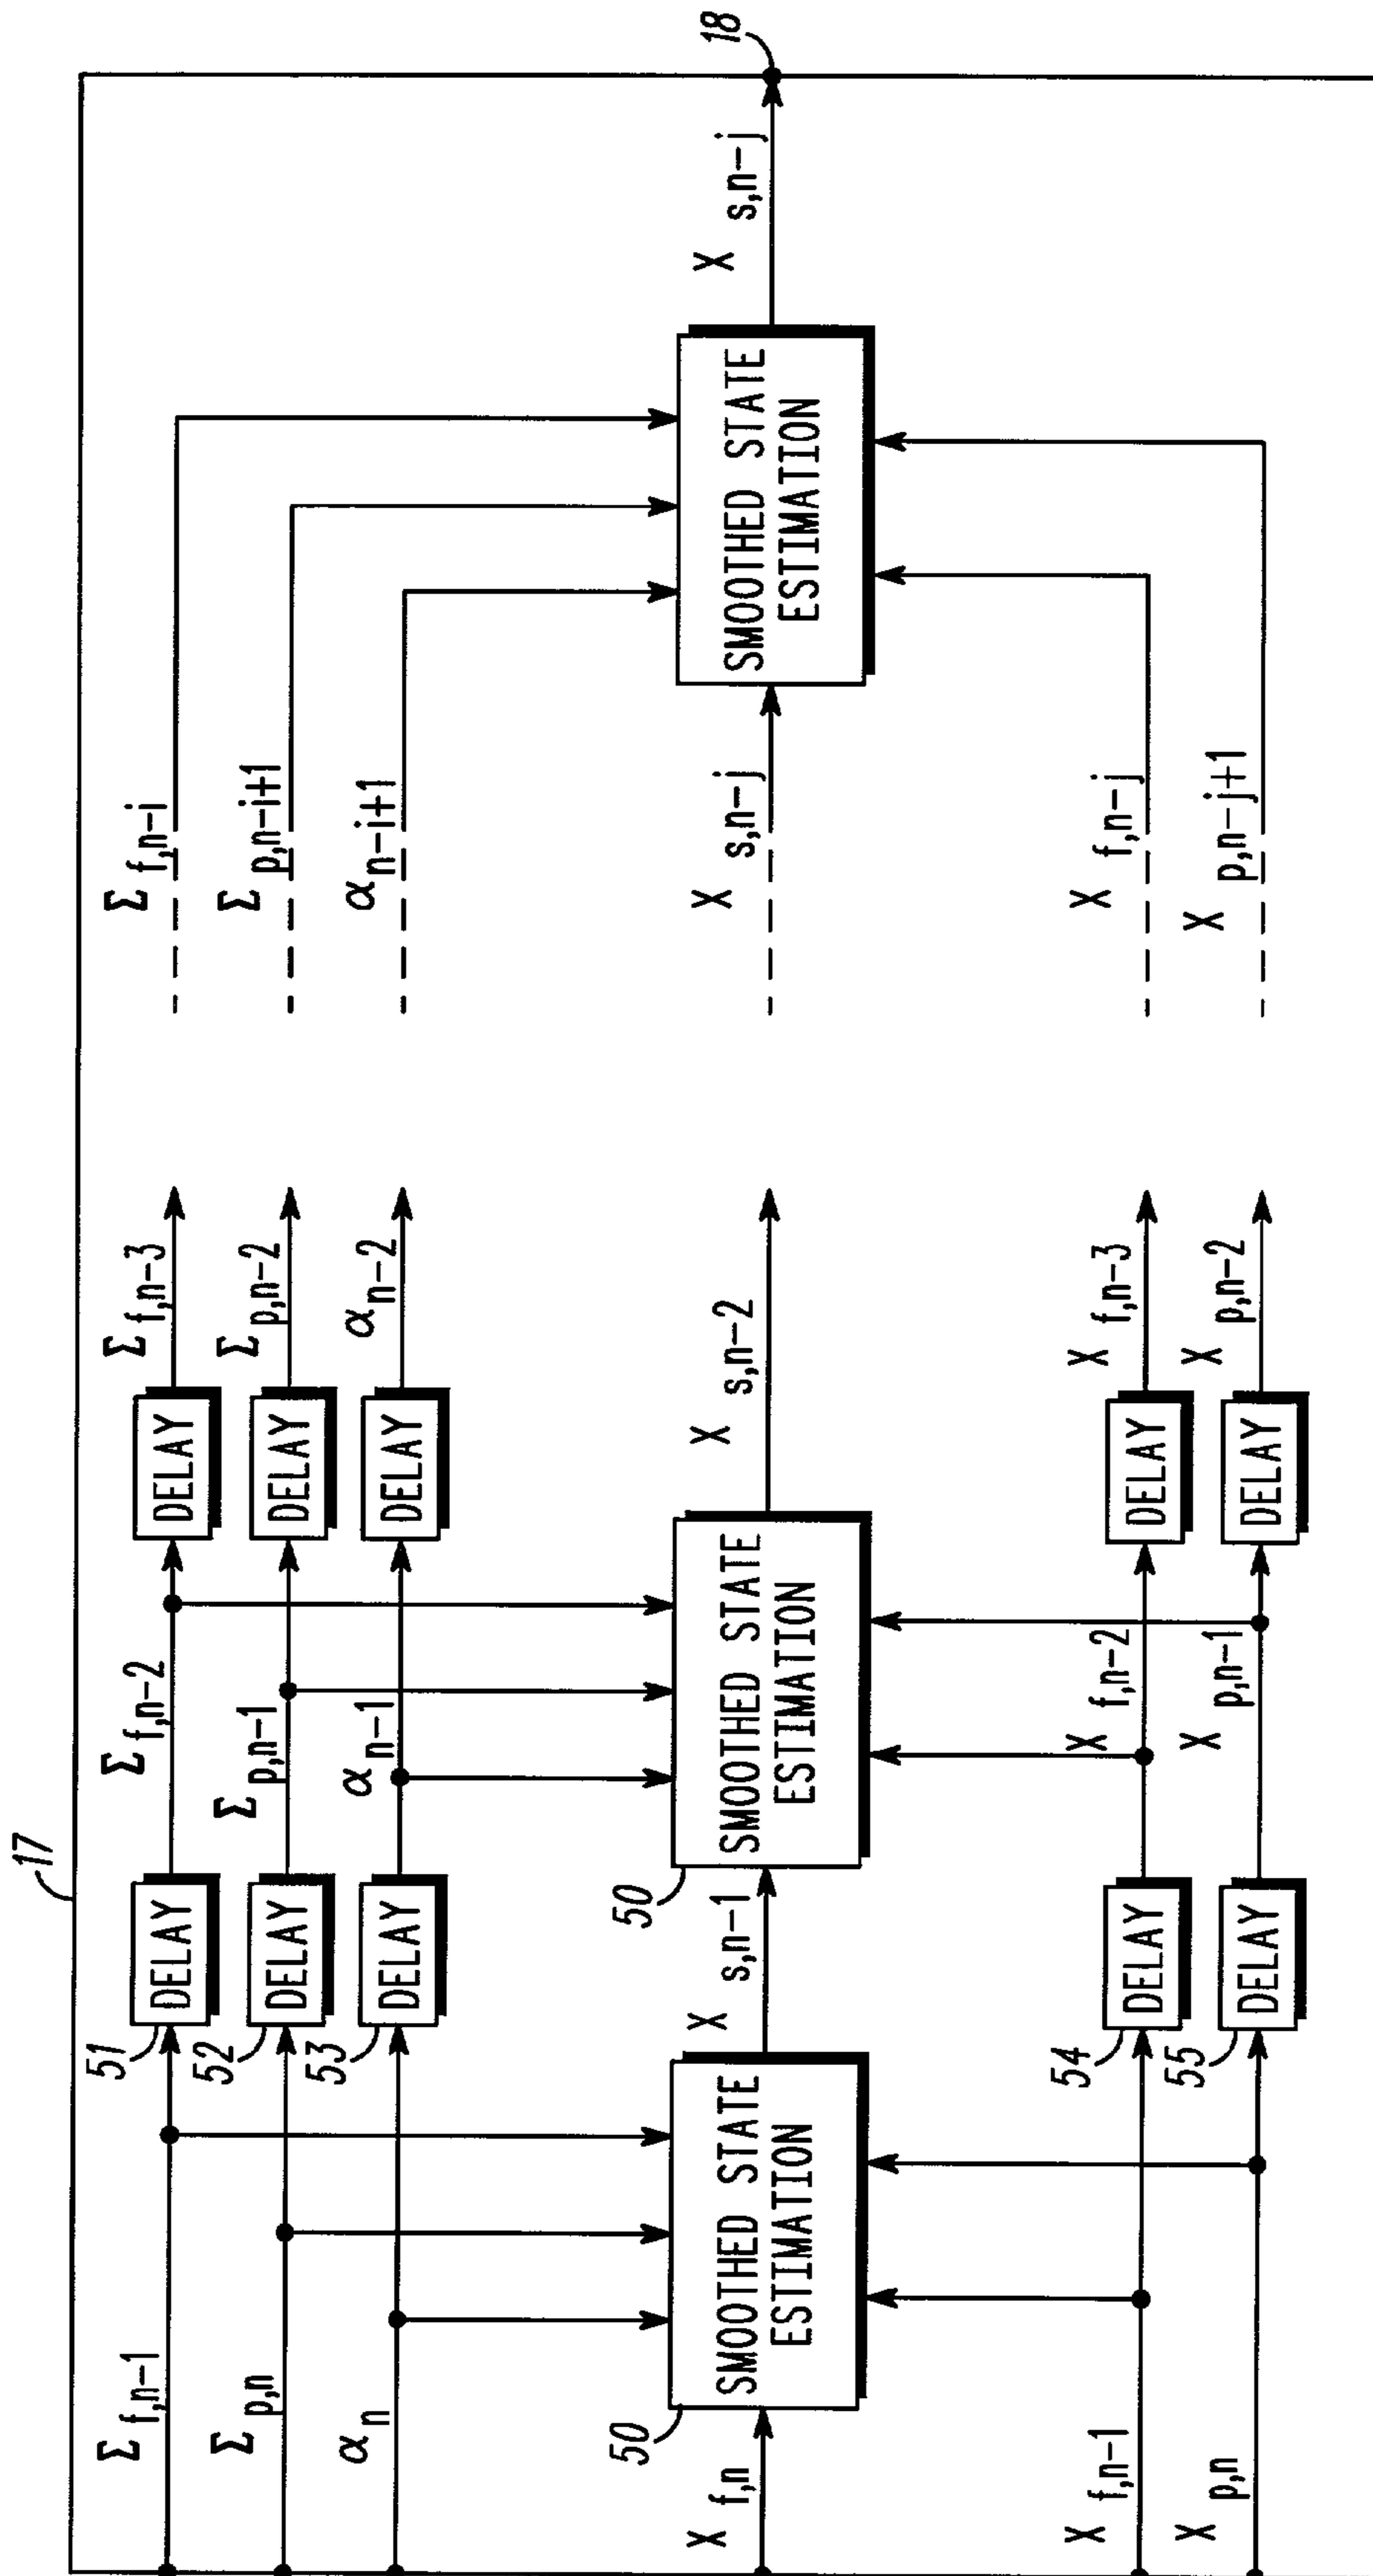 17
Σ f,n-1
51
DELAY
Σ f,n-2
DELAY
Σ f,n-3
Σ f,n-i
Σ p,n
52
DELAY
Σ p,n-1
DELAY
Σ p,n-2
Σ p,n-i+1
α n
53
DELAY
α n-1
DELAY
α n-2
α n-i+1
X f,n
50
SMOOTHED STATE
ESTIMATION
X s,n-1
50
SMOOTHED STATE
ESTIMATION
X s,n-2
X s,n-j
SMOOTHED STATE
ESTIMATION
X s,n-j
18
X f,n-1
54
DELAY
X f,n-2
DELAY
X f,n-3
X f,n-j
X p,n
55
DELAY
X p,n-1
DELAY
X p,n-2
X p,n-j+1